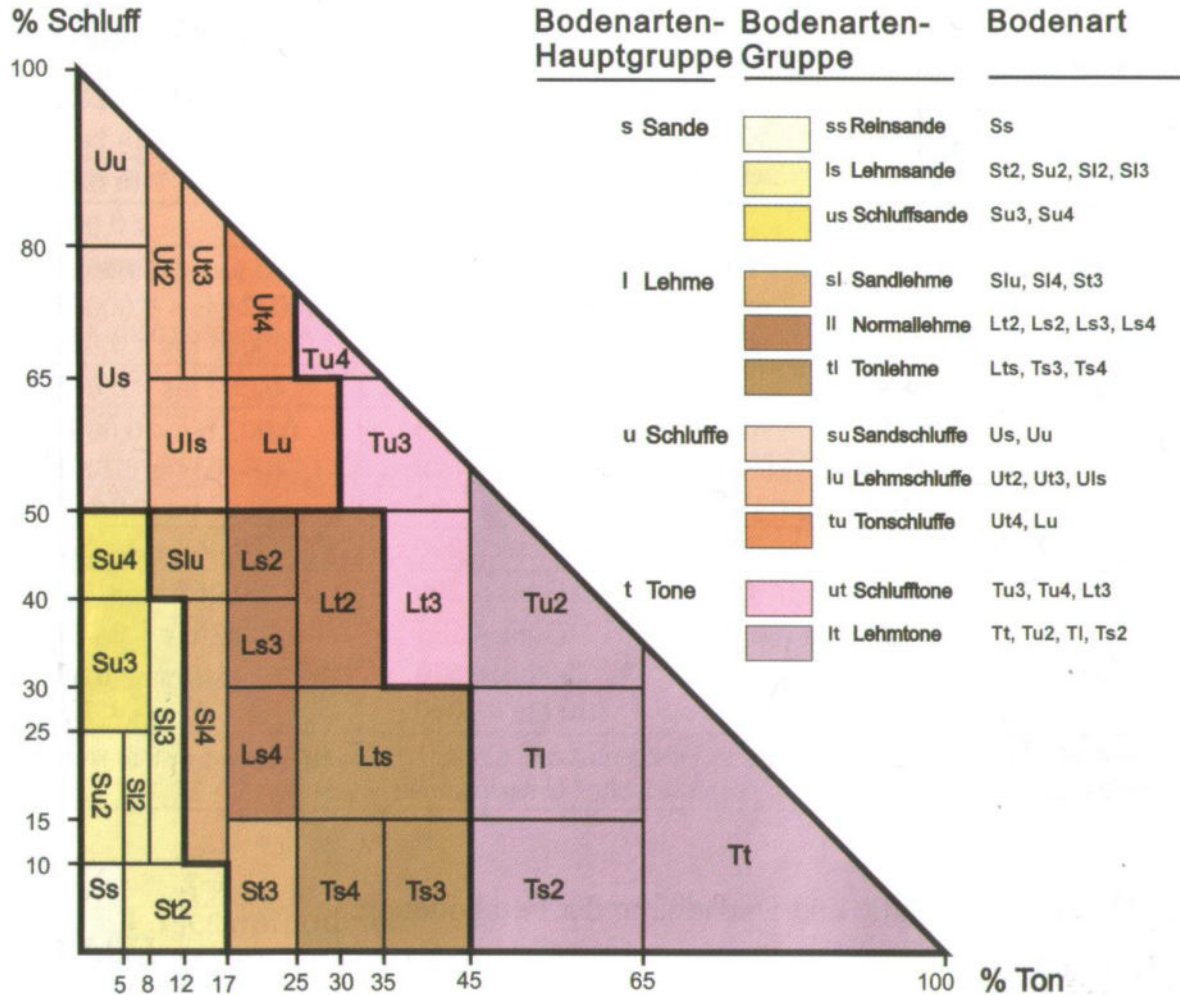 % Schluff
Bodenarten-Hauptgruppe
Bodenarten-Gruppe
Bodenart
s Sande
ss Reinsande Ss
ls Lehmsande St2, Su2, Sl2, Sl3
us Schluffsande Su3, Su4
l Lehme
sl Sandlehme Slu, Sl4, St3
ll Normallehme Lt2, Ls2, Ls3, Ls4
tl Tonlehme Lts, Ts3, Ts4
u Schluffe
su Sandschluffe Us, Uu
lu Lehmschluffe Ut2, Ut3, Uls
tu Tonschluffe Ut4, Lu
t Tone
ut Schlufftone Tu3, Tu4, Lt3
lt Lehmtone Tt, Tu2, Tl, Ts2
100
80
65
50
40
30
25
15
10
Uu
Ut2 Ut3
Ut4
Tu4
Us
Uls Lu Tu3
Su4 Slu Ls2
Lt2 Lt3 Tu2
Su3 Ls3
Sl3 Sl4
Ls4 Lts Tl
Su2 Sl2
Ss St2 St3 Ts4 Ts3 Ts2 Tt
5 8 12 17 25 30 35 45 65 100 % Ton